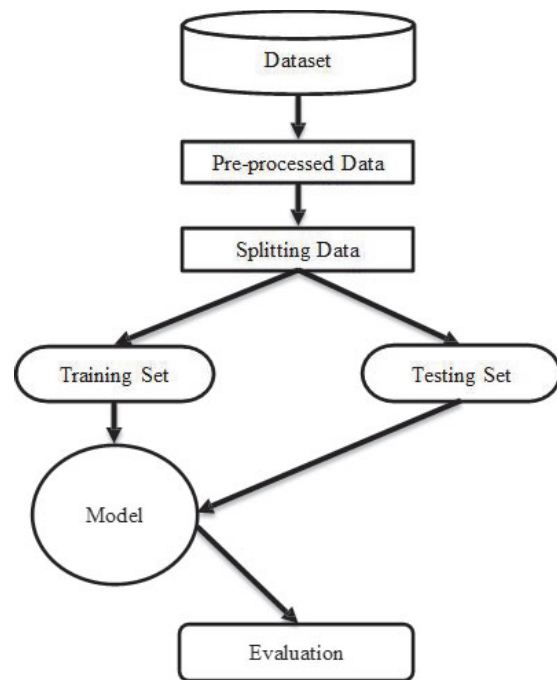 Dataset
Pre-processed Data
Splitting Data
Training Set
Testing Set
Model
Evaluation